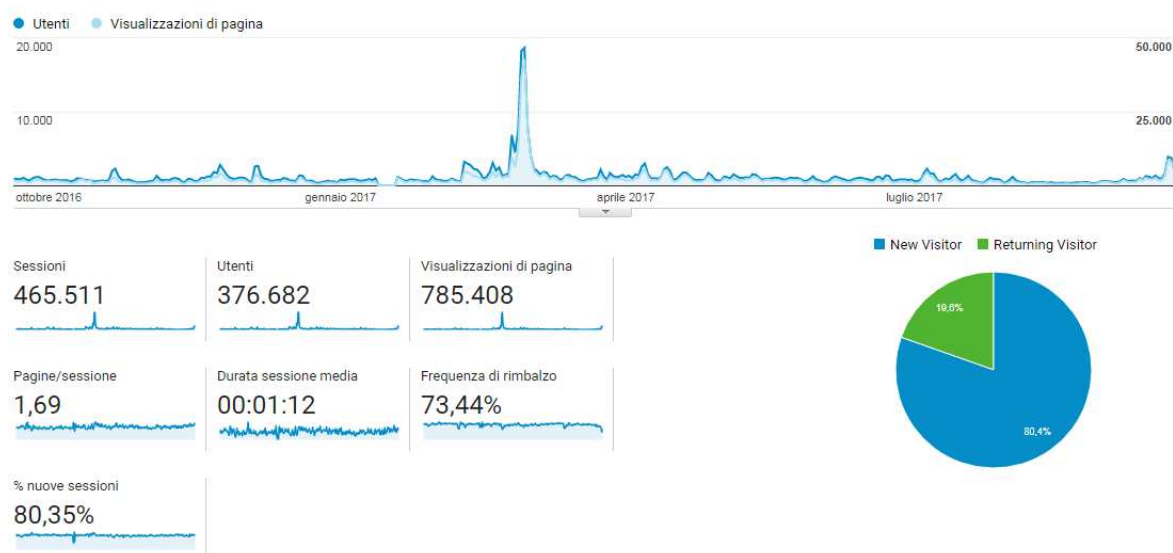 Utenti Visualizzazioni di pagina
20.000 50.000
10.000 25.000
ottobre 2016 gennaio 2017 aprile 2017 luglio 2017
New Visitor Returning Visitor
Sessioni Utenti Visualizzazioni di pagina
465.511 376.682 785.408
19,6%
Pagine/sessione Durata sessione media Frequenza di rimbalzo
1,69 00:01:12 73,44%
80,4%
% nuove sessioni
80,35%